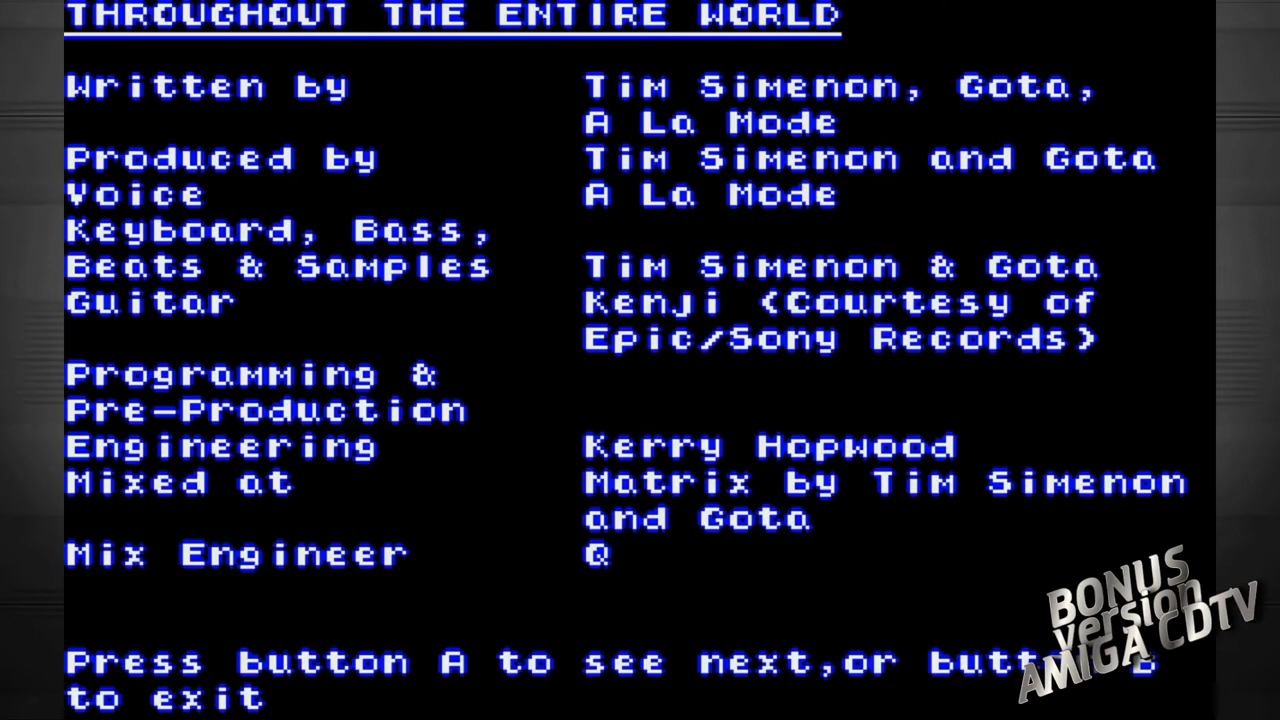 THROUGHOUT THE ENTIRE WORLD
Written by Tim Simenon, Gota,
A La Mode
Produced by Tim Simenon and Gota
Voice A La Mode
Keyboard, Bass,
Beats & Samples Tim Simenon & Gota
Guitar Kenji (Courtesy of
Epic/Sony Records)
Programming &
Pre-Production
Engineering Kerry Hopwood
Mixed at Matrix by Tim Simenon
and Gota
Mix Engineer Q
Press button A to see next,or button B
to exit
BONUS
version
AMIGA CDTV